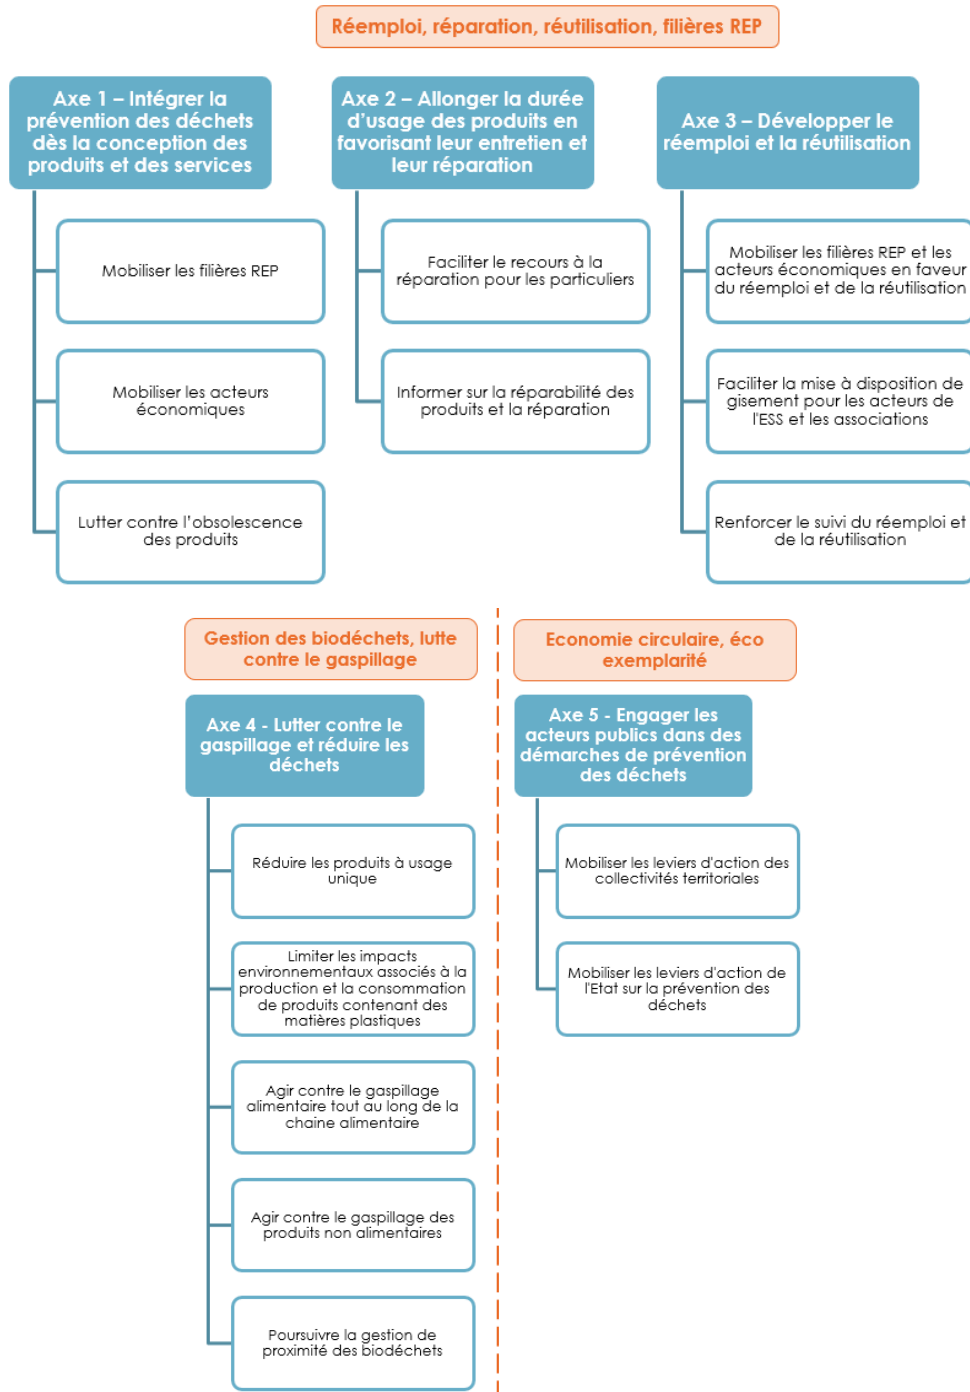 Réemploi, réparation, réutilisation, filières REP
Axe 1 – Intégrer la
prévention des déchets
dès la conception des
produits et des services
Mobiliser les filières REP
Mobiliser les acteurs
économiques
Lutter contre l'obsolescence
des produits
Axe 2 – Allonger la durée
d'usage des produits en
favorisant leur entretien et
leur réparation
Faciliter le recours à la
réparation pour les particuliers
Informer sur la réparabilité des
produits et la réparation
Axe 3 – Développer le
réemploi et la réutilisation
Mobiliser les filières REP et les
acteurs économiques en faveur
du réemploi et de la réutilisation
Faciliter la mise à disposition de
gisement pour les acteurs de
l'ESS et les associations
Renforcer le suivi du réemploi et
de la réutilisation
Gestion des biodéchets, lutte
contre le gaspillage
Axe 4 - Lutter contre le
gaspillage et réduire les
déchets
Réduire les produits à usage
unique
Limiter les impacts
environnementaux associés à la
production et la consommation
de produits contenant des
matières plastiques
Agir contre le gaspillage
alimentaire tout au long de la
chaine alimentaire
Agir contre le gaspillage des
produits non alimentaires
Poursuivre la gestion de
proximité des biodéchets
Economie circulaire, éco
exemplarité
Axe 5 - Engager les
acteurs publics dans des
démarches de prévention
des déchets
Mobiliser les leviers d'action des
collectivités territoriales
Mobiliser les leviers d'action de
l'Etat sur la prévention des
déchets